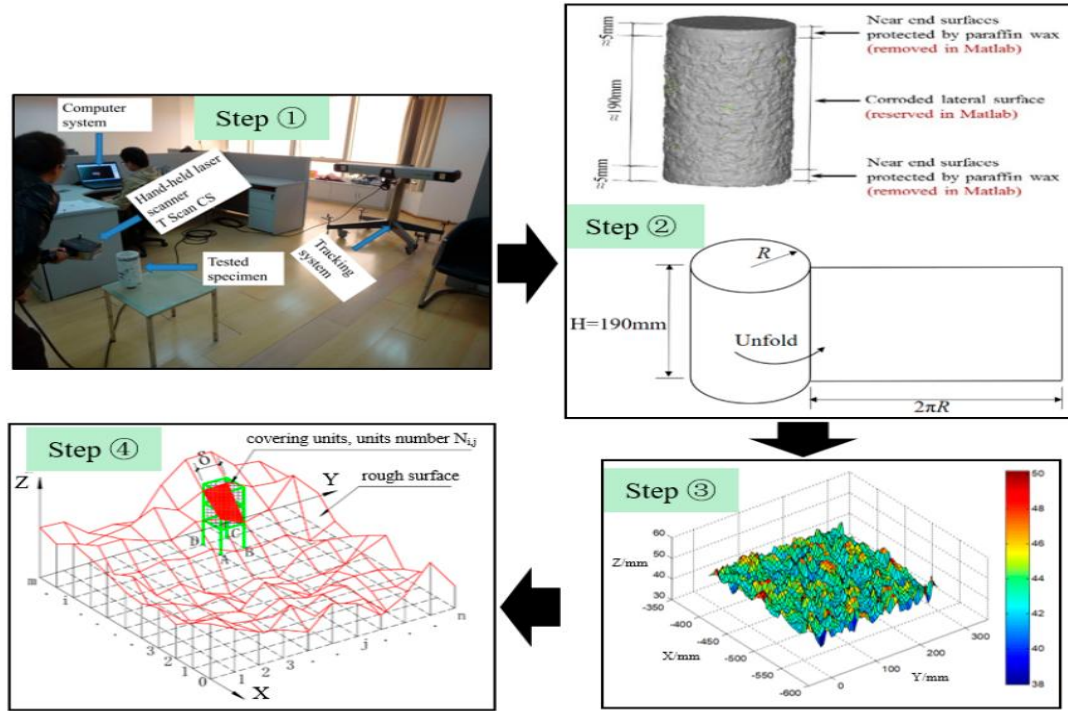 Step ①
Computer
system
Hand-held laser
scanner
T Scan CS
Tested
specimen
Tracking
system
≈5mm
≈190mm
≈5mm
Near end surfaces
protected by paraffin wax
(removed in Matlab)
Corroded lateral surface
(reserved in Matlab)
Near end surfaces
protected by paraffin wax
(removed in Matlab)
Step ②
R
H=190mm
Unfold
2πR
Step ③
Z/mm
60
50
40
30
-350
-400
-450
-500
-550
-600
X/mm
0
100
200
300
Y/mm
50
48
46
44
42
40
38
Step ④
covering units, units number Ni,j
rough surface
δ
Z
Y
D
C
B
A
m
i
3
2
1
0
1
2
3
j
n
X